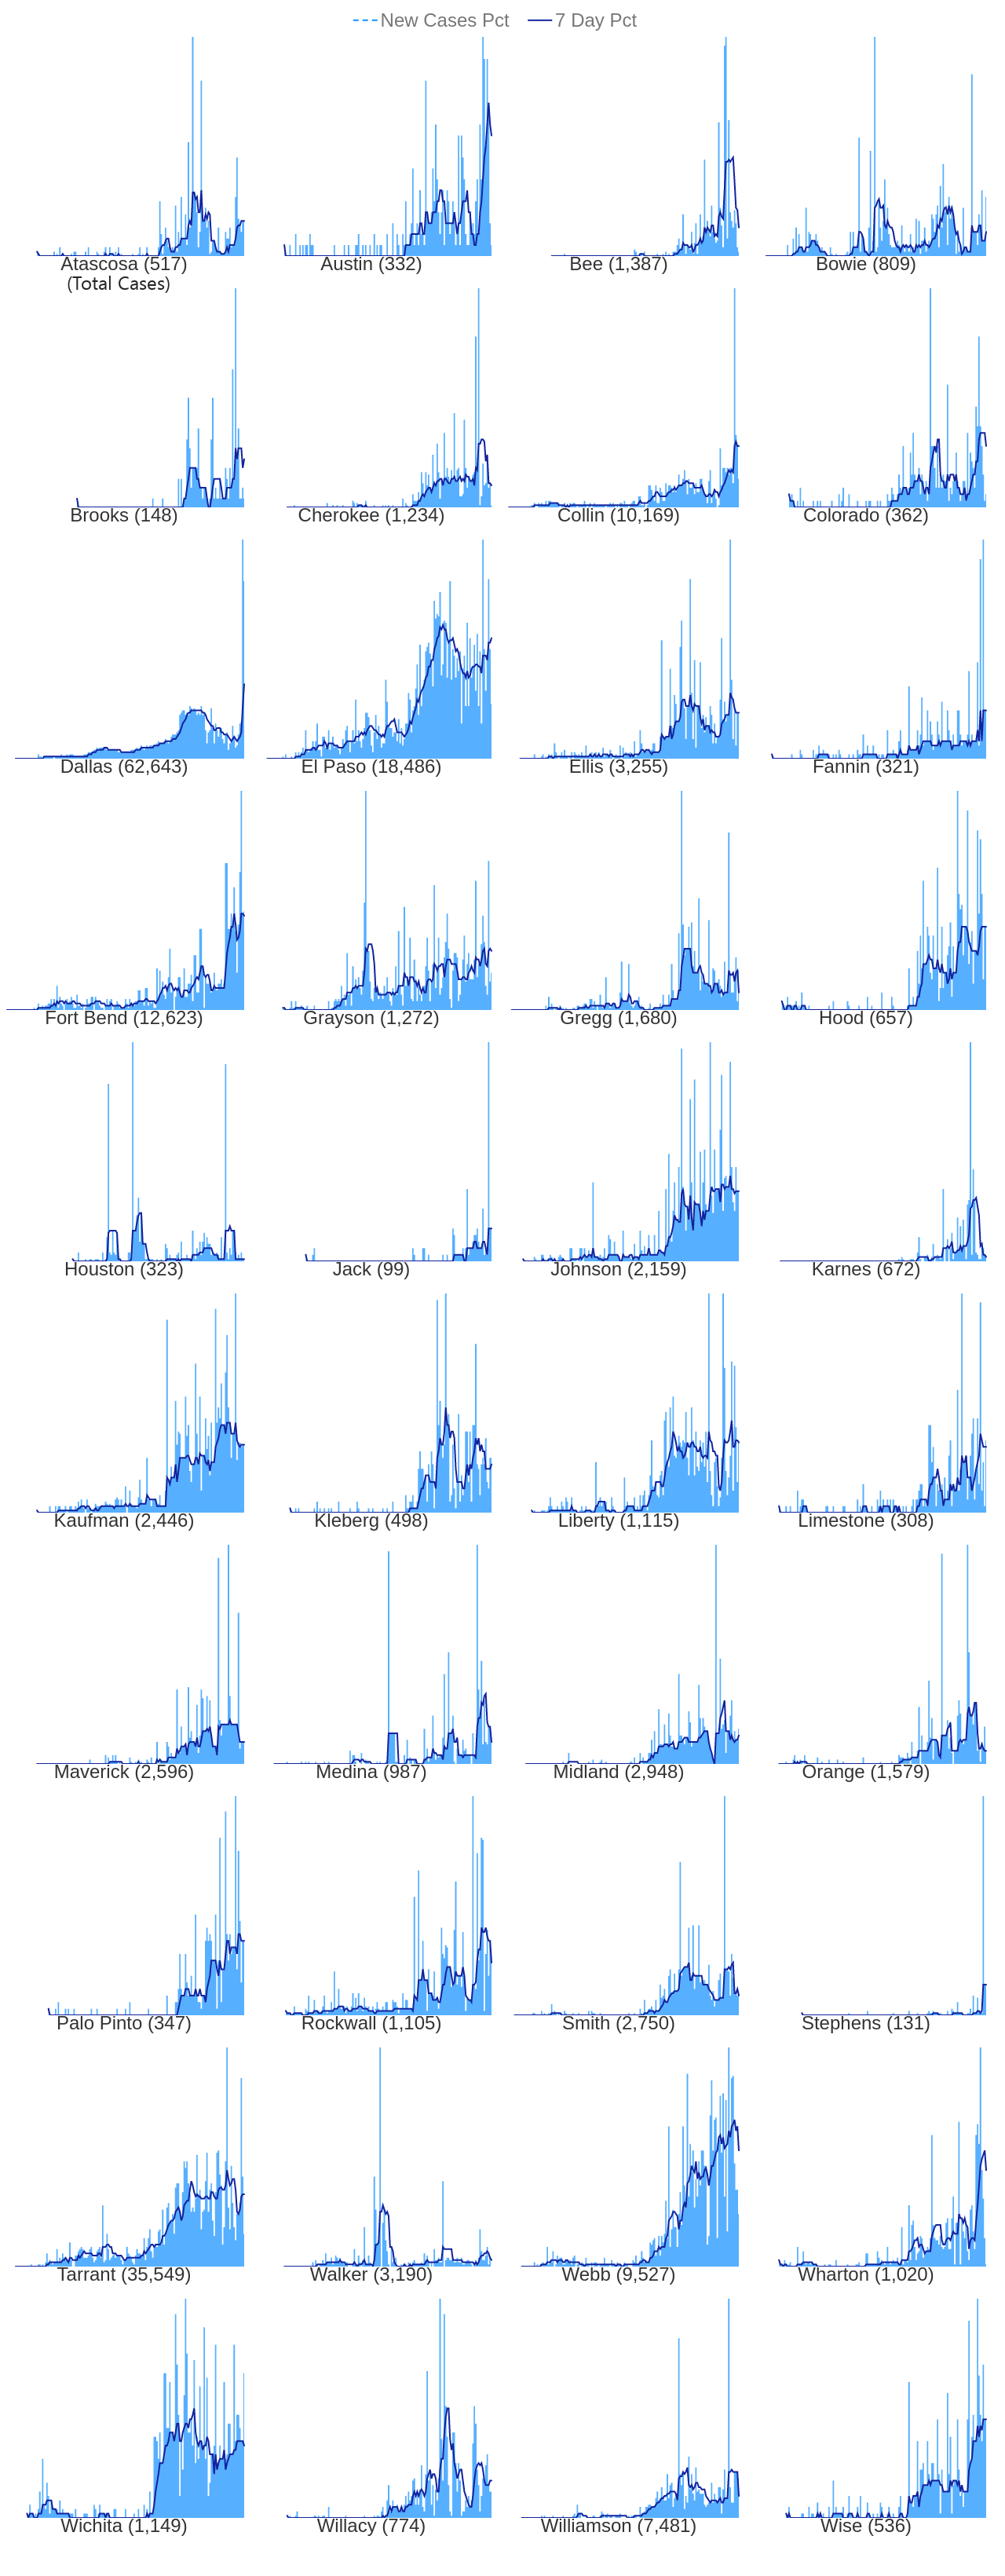 New Cases Pct 7 Day Pct
Atascosa (517) Austin (332) Bee (1,387) Bowie (809)
(Total Cases)
Brooks (148) Cherokee (1,234) Collin (10,169) Colorado (362)
Dallas (62,643) El Paso (18,486) Ellis (3,255) Fannin (321)
Fort Bend (12,623) Grayson (1,272) Gregg (1,680) Hood (657)
Houston (323) Jack (99) Johnson (2,159) Karnes (672)
Kaufman (2,446) Kleberg (498) Liberty (1,115) Limestone (308)
Maverick (2,596) Medina (987) Midland (2,948) Orange (1,579)
Palo Pinto (347) Rockwall (1,105) Smith (2,750) Stephens (131)
Tarrant (35,549) Walker (3,190) Webb (9,527) Wharton (1,020)
Wichita (1,149) Willacy (774) Williamson (7,481) Wise (536)